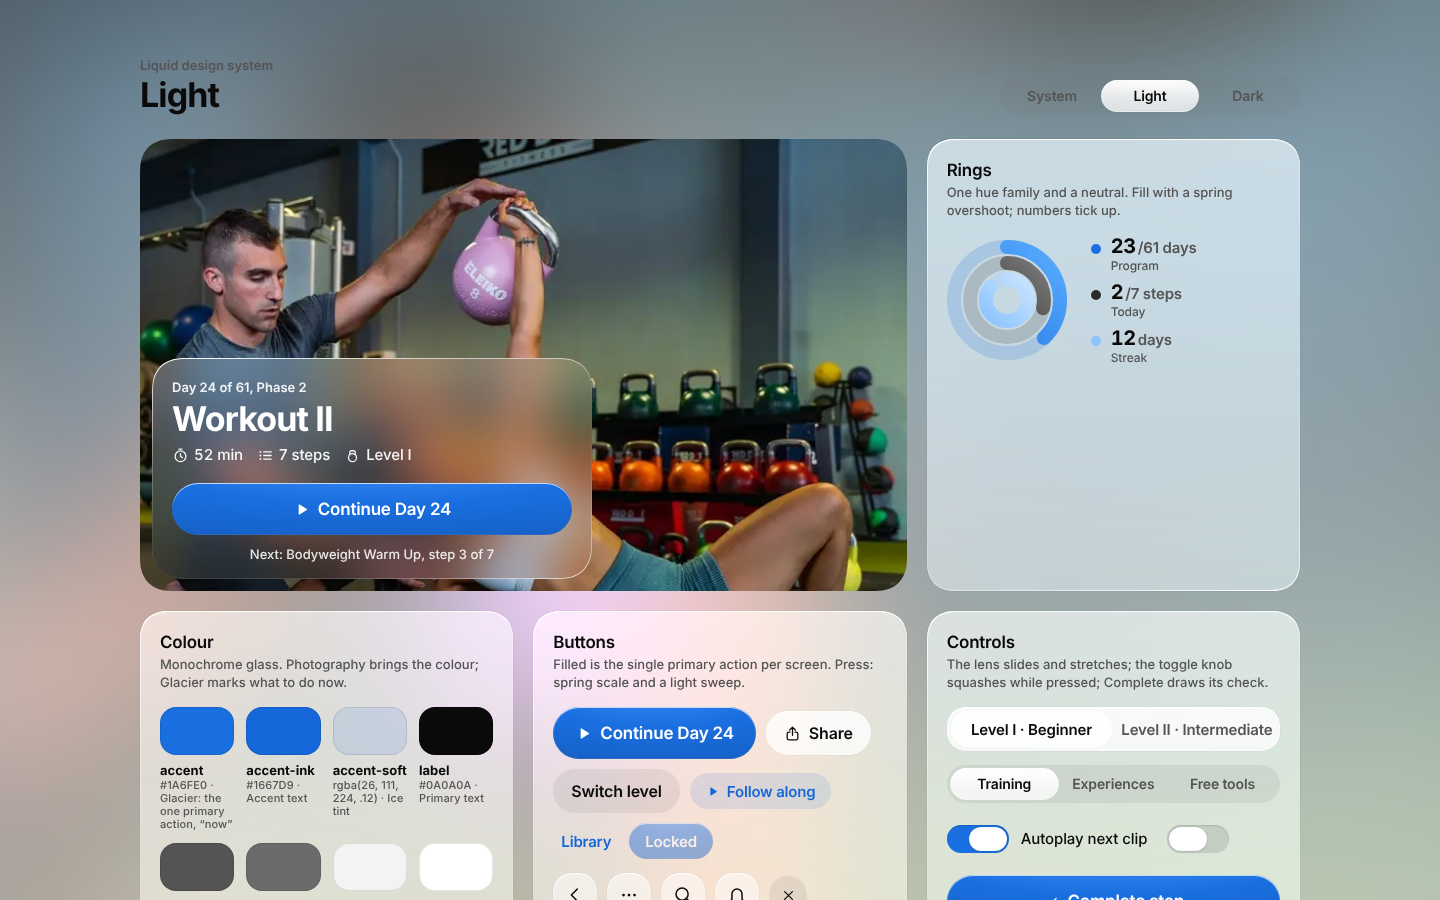 Liquid design system
Light
System
Light
Dark
RED
FITNESS
ELEIKO
8
Day 24 of 61, Phase 2
Workout II
52 min
7 steps
Level I
Continue Day 24
Next: Bodyweight Warm Up, step 3 of 7
Rings
One hue family and a neutral. Fill with a spring
overshoot; numbers tick up.
23/61 days
Program
2/7 steps
Today
12 days
Streak
Colour
Monochrome glass. Photography brings the colour;
Glacier marks what to do now.
accent
#1A6FE0 ·
Glacier: the
one primary
action, “now”
accent-ink
#1667D9 ·
Accent text
accent-soft
rgba(26, 111,
224, .12) · Ice
tint
label
#0A0A0A ·
Primary text
Buttons
Filled is the single primary action per screen. Press:
spring scale and a light sweep.
Continue Day 24
Share
Switch level
Follow along
Library
Locked
Controls
The lens slides and stretches; the toggle knob
squashes while pressed; Complete draws its check.
Level I · Beginner
Level II · Intermediate
Training
Experiences
Free tools
Autoplay next clip
Complete step